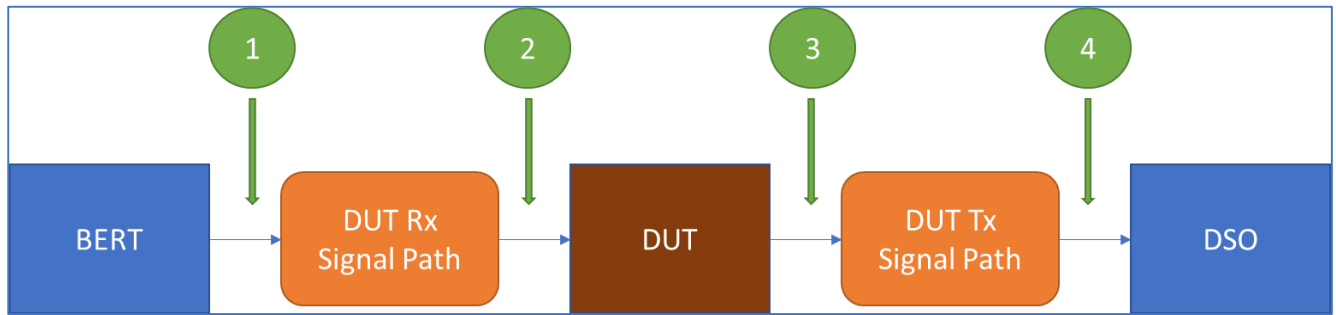 1
2
3
4
BERT
DUT Rx
Signal Path
DUT
DUT Tx
Signal Path
DSO